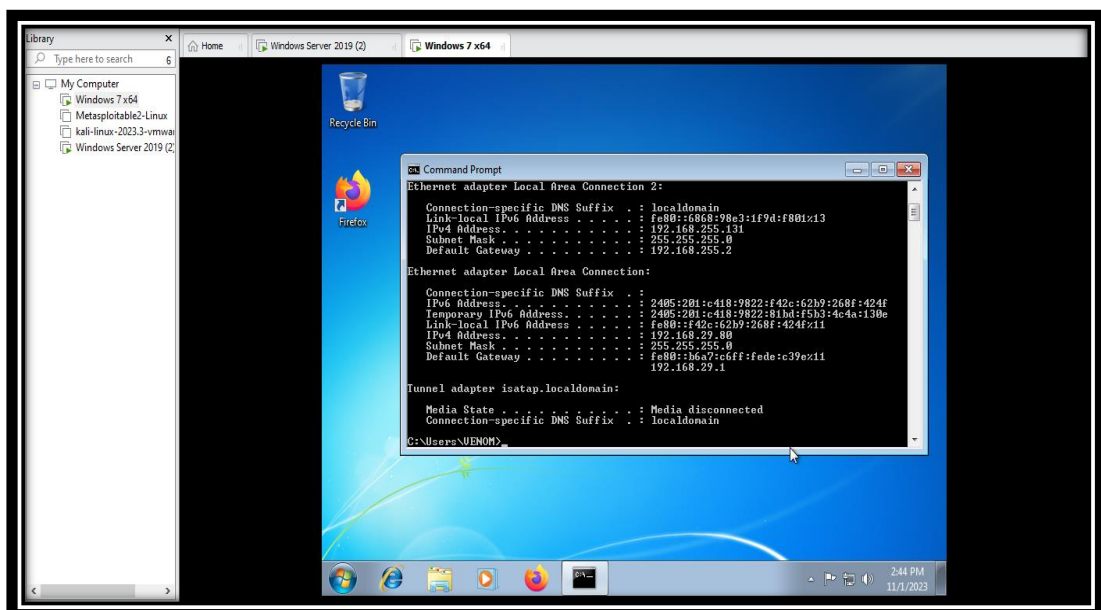 Library
Type here to search
My Computer
Windows 7 x64
Metasploitable2-Linux
kali-linux-2023.3-vmwar
Windows Server 2019 (2)
Home
Windows Server 2019 (2)
Windows 7 x64
Recycle Bin
Firefox
Command Prompt
Ethernet adapter Local Area Connection 2:
Connection-specific DNS Suffix . : localdomain
Link-local IPv6 Address . . . . . : fe80::6868:98e3:1f9d:f801%13
IPv4 Address. . . . . . . . . . . : 192.168.255.131
Subnet Mask . . . . . . . . . . . : 255.255.255.0
Default Gateway . . . . . . . . . : 192.168.255.2
Ethernet adapter Local Area Connection:
Connection-specific DNS Suffix . :
IPv6 Address. . . . . . . . . . . : 2405:201:c418:9822:f42c:62b9:268f:424f
Temporary IPv6 Address. . . . . . : 2405:201:c418:9822:81bd:f5b3:4c4a:130e
Link-local IPv6 Address . . . . . : fe80::f42c:62b9:268f:424f%11
IPv4 Address. . . . . . . . . . . : 192.168.29.80
Subnet Mask . . . . . . . . . . . : 255.255.255.0
Default Gateway . . . . . . . . . : fe80::b6a7:c6ff:fede:c39e%11
192.168.29.1
Tunnel adapter isatap.localdomain:
Media State . . . . . . . . . . . : Media disconnected
Connection-specific DNS Suffix . : localdomain
C:\Users\VENOM>_
2:44 PM
11/1/2023